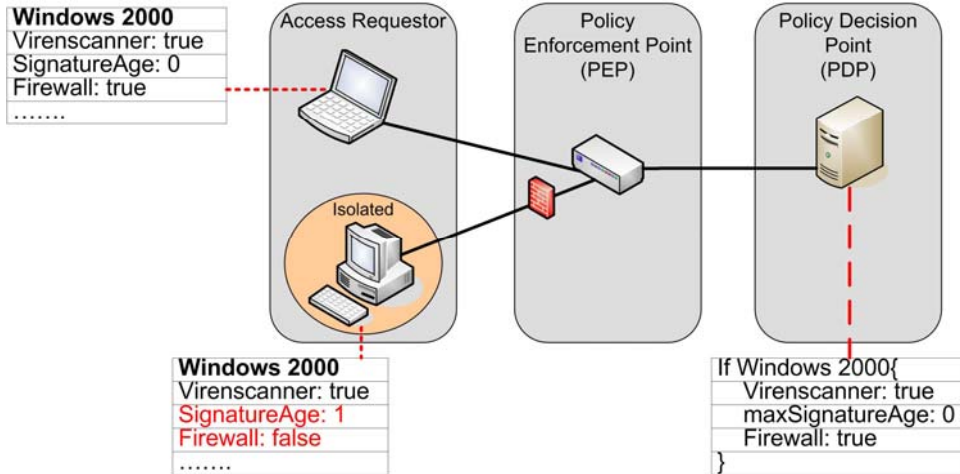 Windows 2000
Virenscanner: true
SignatureAge: 0
Firewall: true
.......
Access Requestor
Policy
Enforcement Point
(PEP)
Policy Decision
Point
(PDP)
Isolated
Windows 2000
Virenscanner: true
SignatureAge: 1
Firewall: false
.......
If Windows 2000{
Virenscanner: true
maxSignatureAge: 0
Firewall: true
}